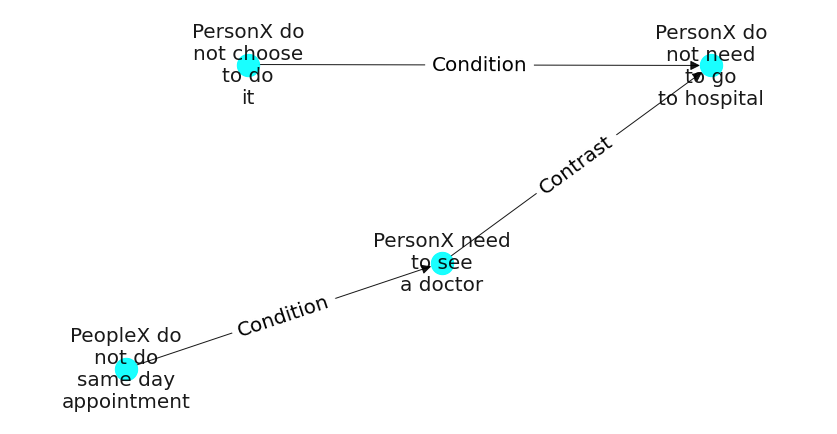 PersonX do
not choose
to do
it
Condition
PersonX do
not need
to go
to hospital
Contrast
PersonX need
to see
a doctor
Condition
PeopleX do
not do
same day
appointment